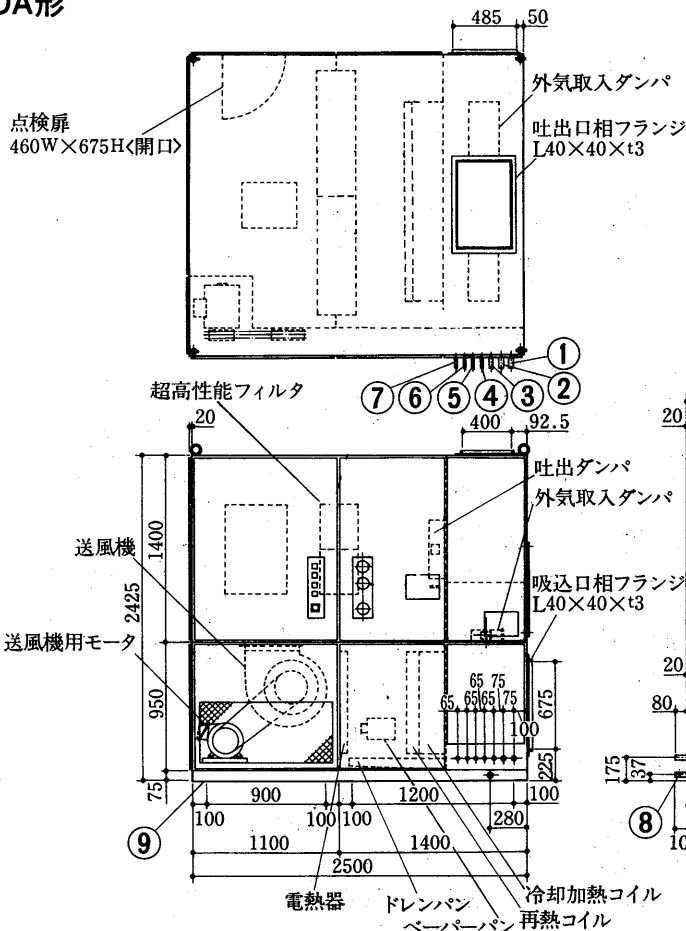 DA形
485 50
外気取入ダンパ
点検扉
460W×675H<開口>
吐出口相フランジ
L40×40×t3
① ② ③ ④ ⑤ ⑥ ⑦
超高性能フィルタ
20
400 92.5
20
吐出ダンパ
外気取入ダンパ
送風機
1400
2425
吸込口相フランジ
L40×40×t3
送風機用モータ
950
65 65 65 65 75 75
100
675
20
80
225
75
175
37
900
1200
100
100 100 100
280
⑧
⑨
1100
1400
10
2500
電熱器
ドレンパン
ベーパーパン
冷却加熱コイル
再熱コイル